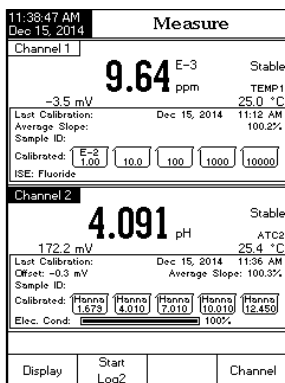 11:38:47 AM
Dec 15, 2014
Measure
Channel 1
9.64 E-3 ppm
Stable
TEMP1
-3.5 mV
25.0 °C
Last Calibration: Dec 15, 2014 11:12 AM
Average Slope: 100.2%
Sample ID:
Calibrated: E-2 1.00 10.0 100 1000 10000
ISE: Fluoride
Channel 2
4.091 pH
Stable
ATC2
172.2 mV
25.4 °C
Last Calibration: Dec 15, 2014 11:36 AM
Offset: -0.3 mV Average Slope: 100.3%
Sample ID:
Calibrated: Hanna 1.679 Hanna 4.010 Hanna 7.010 Hanna 10.010 Hanna 12.450
Elec. Cond: 100%
Display
Start Log2
Channel